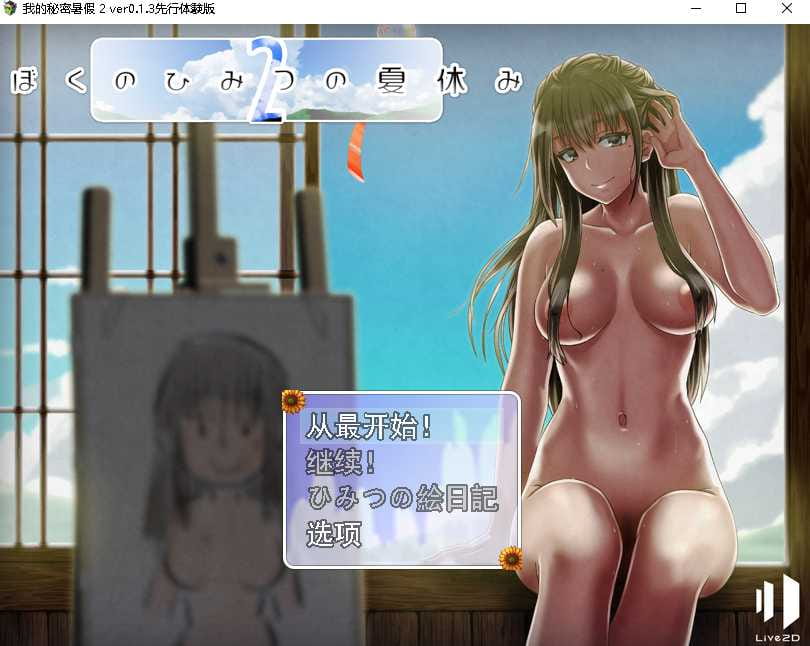 我的秘密暑假 2 ver0.1.3先行体験版
ぼくのひみつの夏休み
2
从最开始!
继续!
ひみつの絵日記
选项
Live2D